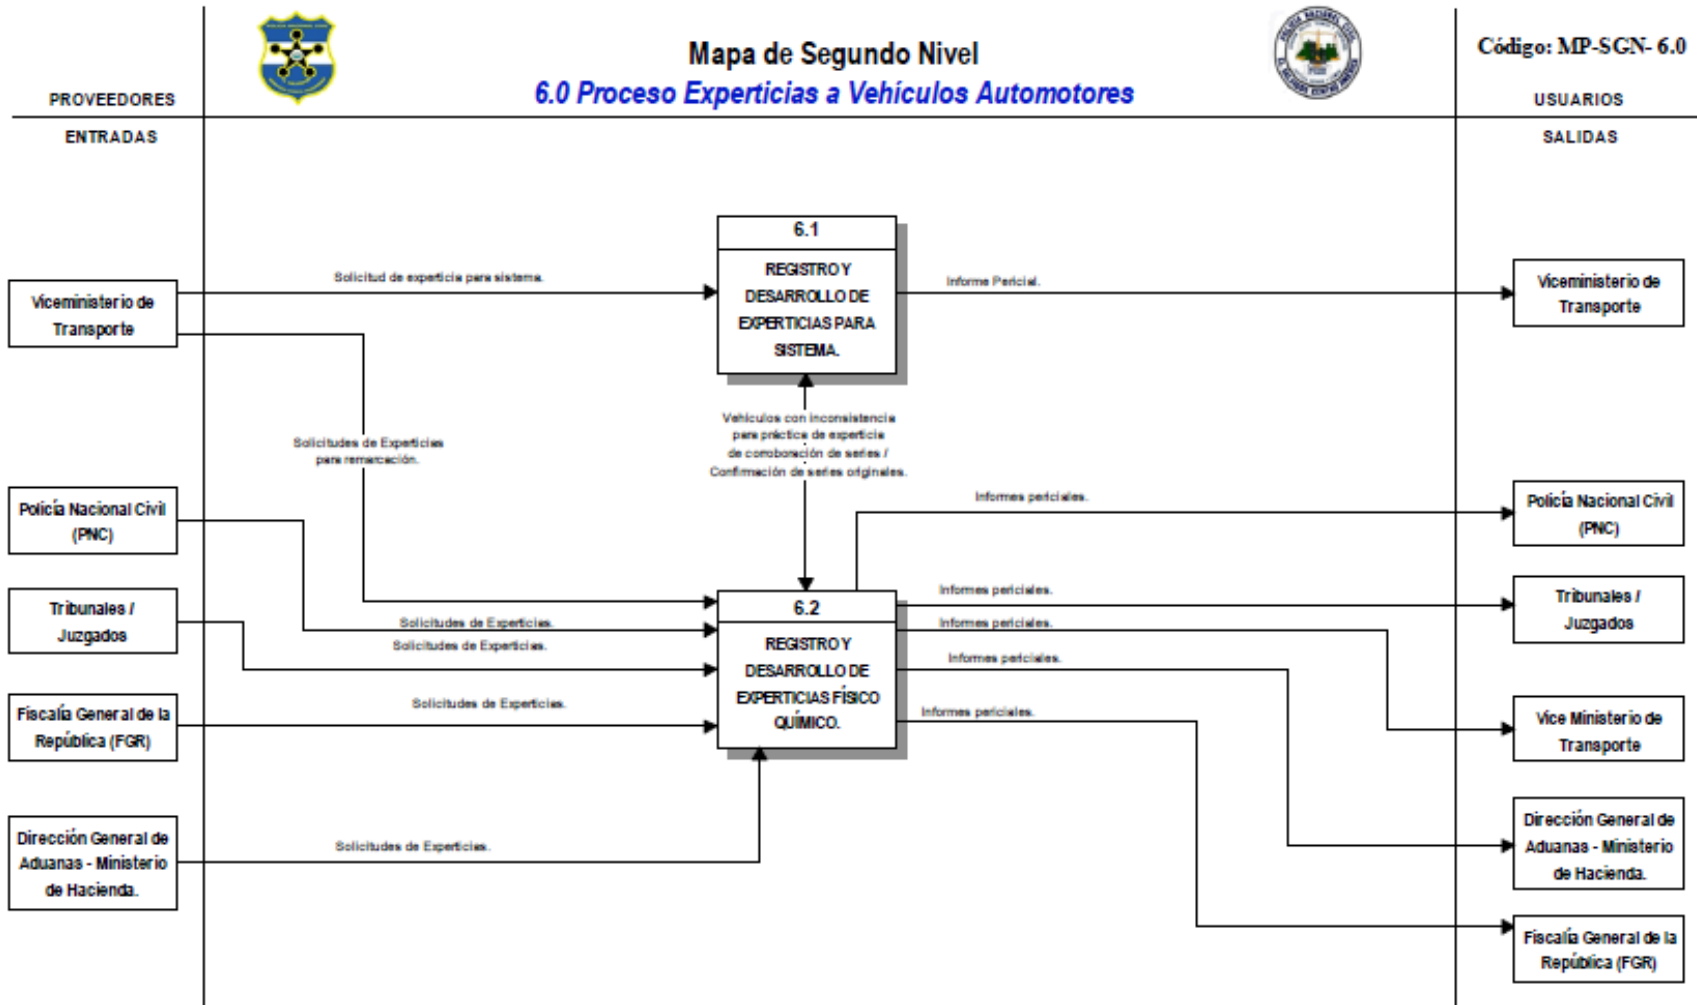 Mapa de Segundo Nivel
6.0 Proceso Experticias a Vehículos Automotores
Código: MP-SGN- 6.0
PROVEEDORES
USUARIOS
ENTRADAS
SALIDAS
Viceministerio de
Transporte
Solicitud de experticia para sistema.
6.1
REGISTRO Y
DESARROLLO DE
EXPERTICIAS PARA
SISTEMA.
Informe Pericial.
Viceministerio de
Transporte
Solicitudes de Experticias
para remarcación.
Vehículos con inconsistencia
para práctica de experticia
de corroboración de series /
Confirmación de series originales.
Policía Nacional Civil
(PNC)
Informes periciales.
Policía Nacional Civil
(PNC)
Tribunales /
Juzgados
Solicitudes de Experticias.
Solicitudes de Experticias.
6.2
REGISTRO Y
DESARROLLO DE
EXPERTICIAS FÍSICO
QUÍMICO.
Informes periciales.
Informes periciales.
Informes periciales.
Informes periciales.
Tribunales /
Juzgados
Fiscalía General de la
República (FGR)
Solicitudes de Experticias.
Vice Ministerio de
Transporte
Dirección General de
Aduanas - Ministerio
de Hacienda.
Solicitudes de Experticias.
Dirección General de
Aduanas - Ministerio
de Hacienda.
Fiscalía General de la
República (FGR)